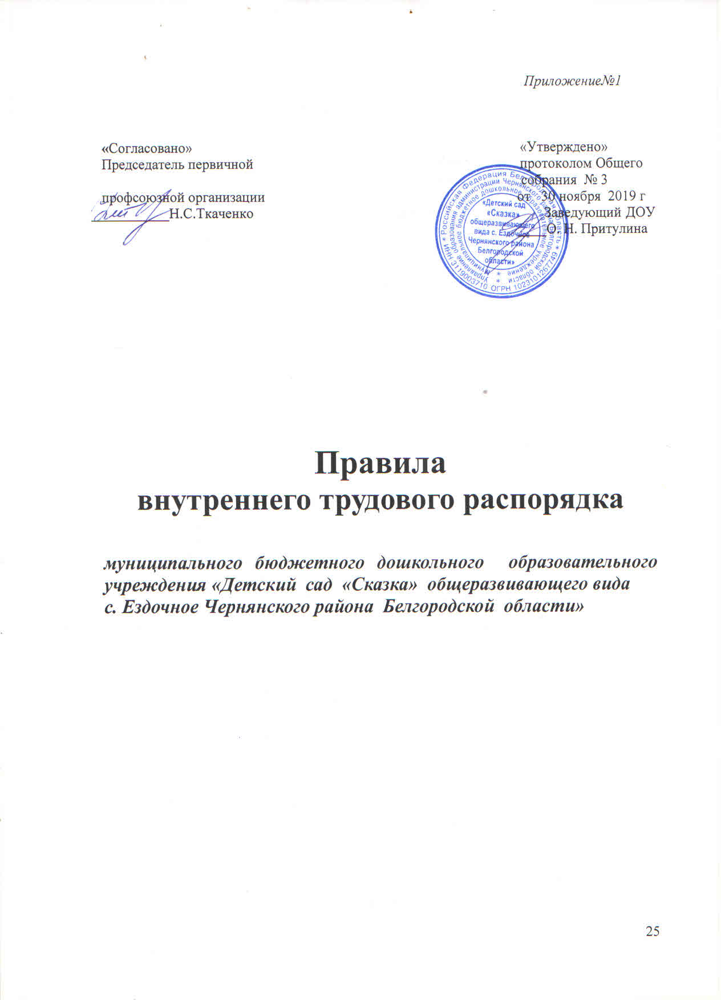 Приложение№1
«Согласовано»
Председатель первичной
профсоюзной организации
Н.С.Ткаченко
«Утверждено»
протоколом Общего
собрания № 3
от 30 ноября 2019 г
Заведующий ДОУ
О. Н. Притулина
Российская Федерация Белгородская область * ОГРН 1023101267749 * ИНН 3119003710 *
Управление образования администрации Чернянского района Белгородской области *
муниципальное бюджетное дошкольное образовательное учреждение *
«Детский сад
«Сказка»
общеразвивающего
вида с. Ездочное
Чернянского района
Белгородской
области»
Правила
внутреннего трудового распорядка
муниципального бюджетного дошкольного образовательного
учреждения «Детский сад «Сказка» общеразвивающего вида
с. Ездочное Чернянского района Белгородской области»
25